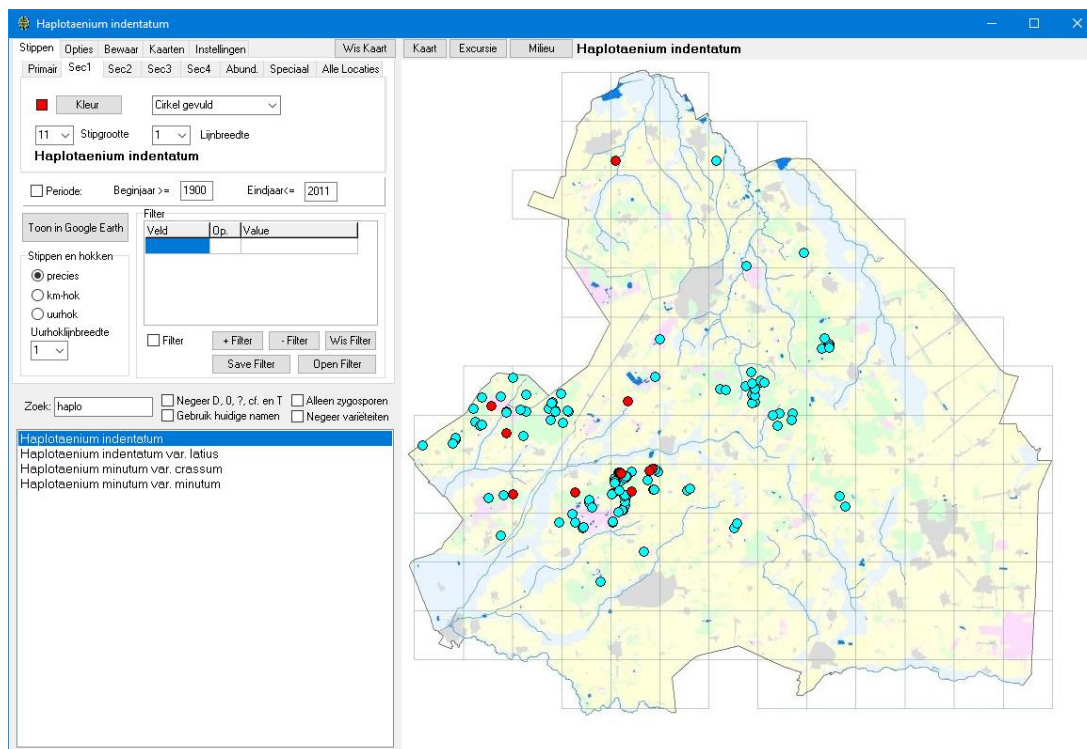 Haplotaenium indentatum
Stippen Opties Bewaar Kaarten Instellingen Wis Kaart Kaart Excursie Milieu Haplotaenium indentatum
Primair Sec1 Sec2 Sec3 Sec4 Abund. Speciaal Alle Locaties
Kleur Cirkel gevuld
11 Stipgrootte 1 Lijnbreedte
Haplotaenium indentatum
Periode: Beginjaar >= 1900 Eindjaar<= 2011
Toon in Google Earth
Filter
Veld Op. Value
Stippen en hokken
precies
km-hok
uurhok
Uurhoklijnbreedte
1
Filter + Filter - Filter Wis Filter
Save Filter Open Filter
Zoek: haplo
Negeer D, 0, ?, cf. en T Alleen zygosporen
Gebruik huidige namen Negeer variëteiten
Haplotaenium indentatum
Haplotaenium indentatum var. latius
Haplotaenium minutum var. crassum
Haplotaenium minutum var. minutum